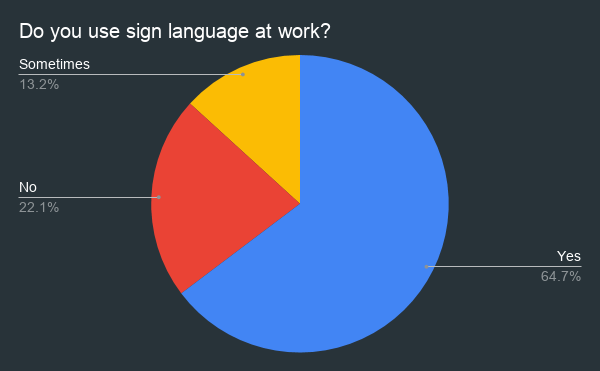 Do you use sign language at work?
Sometimes
13.2%
No
22.1%
Yes
64.7%